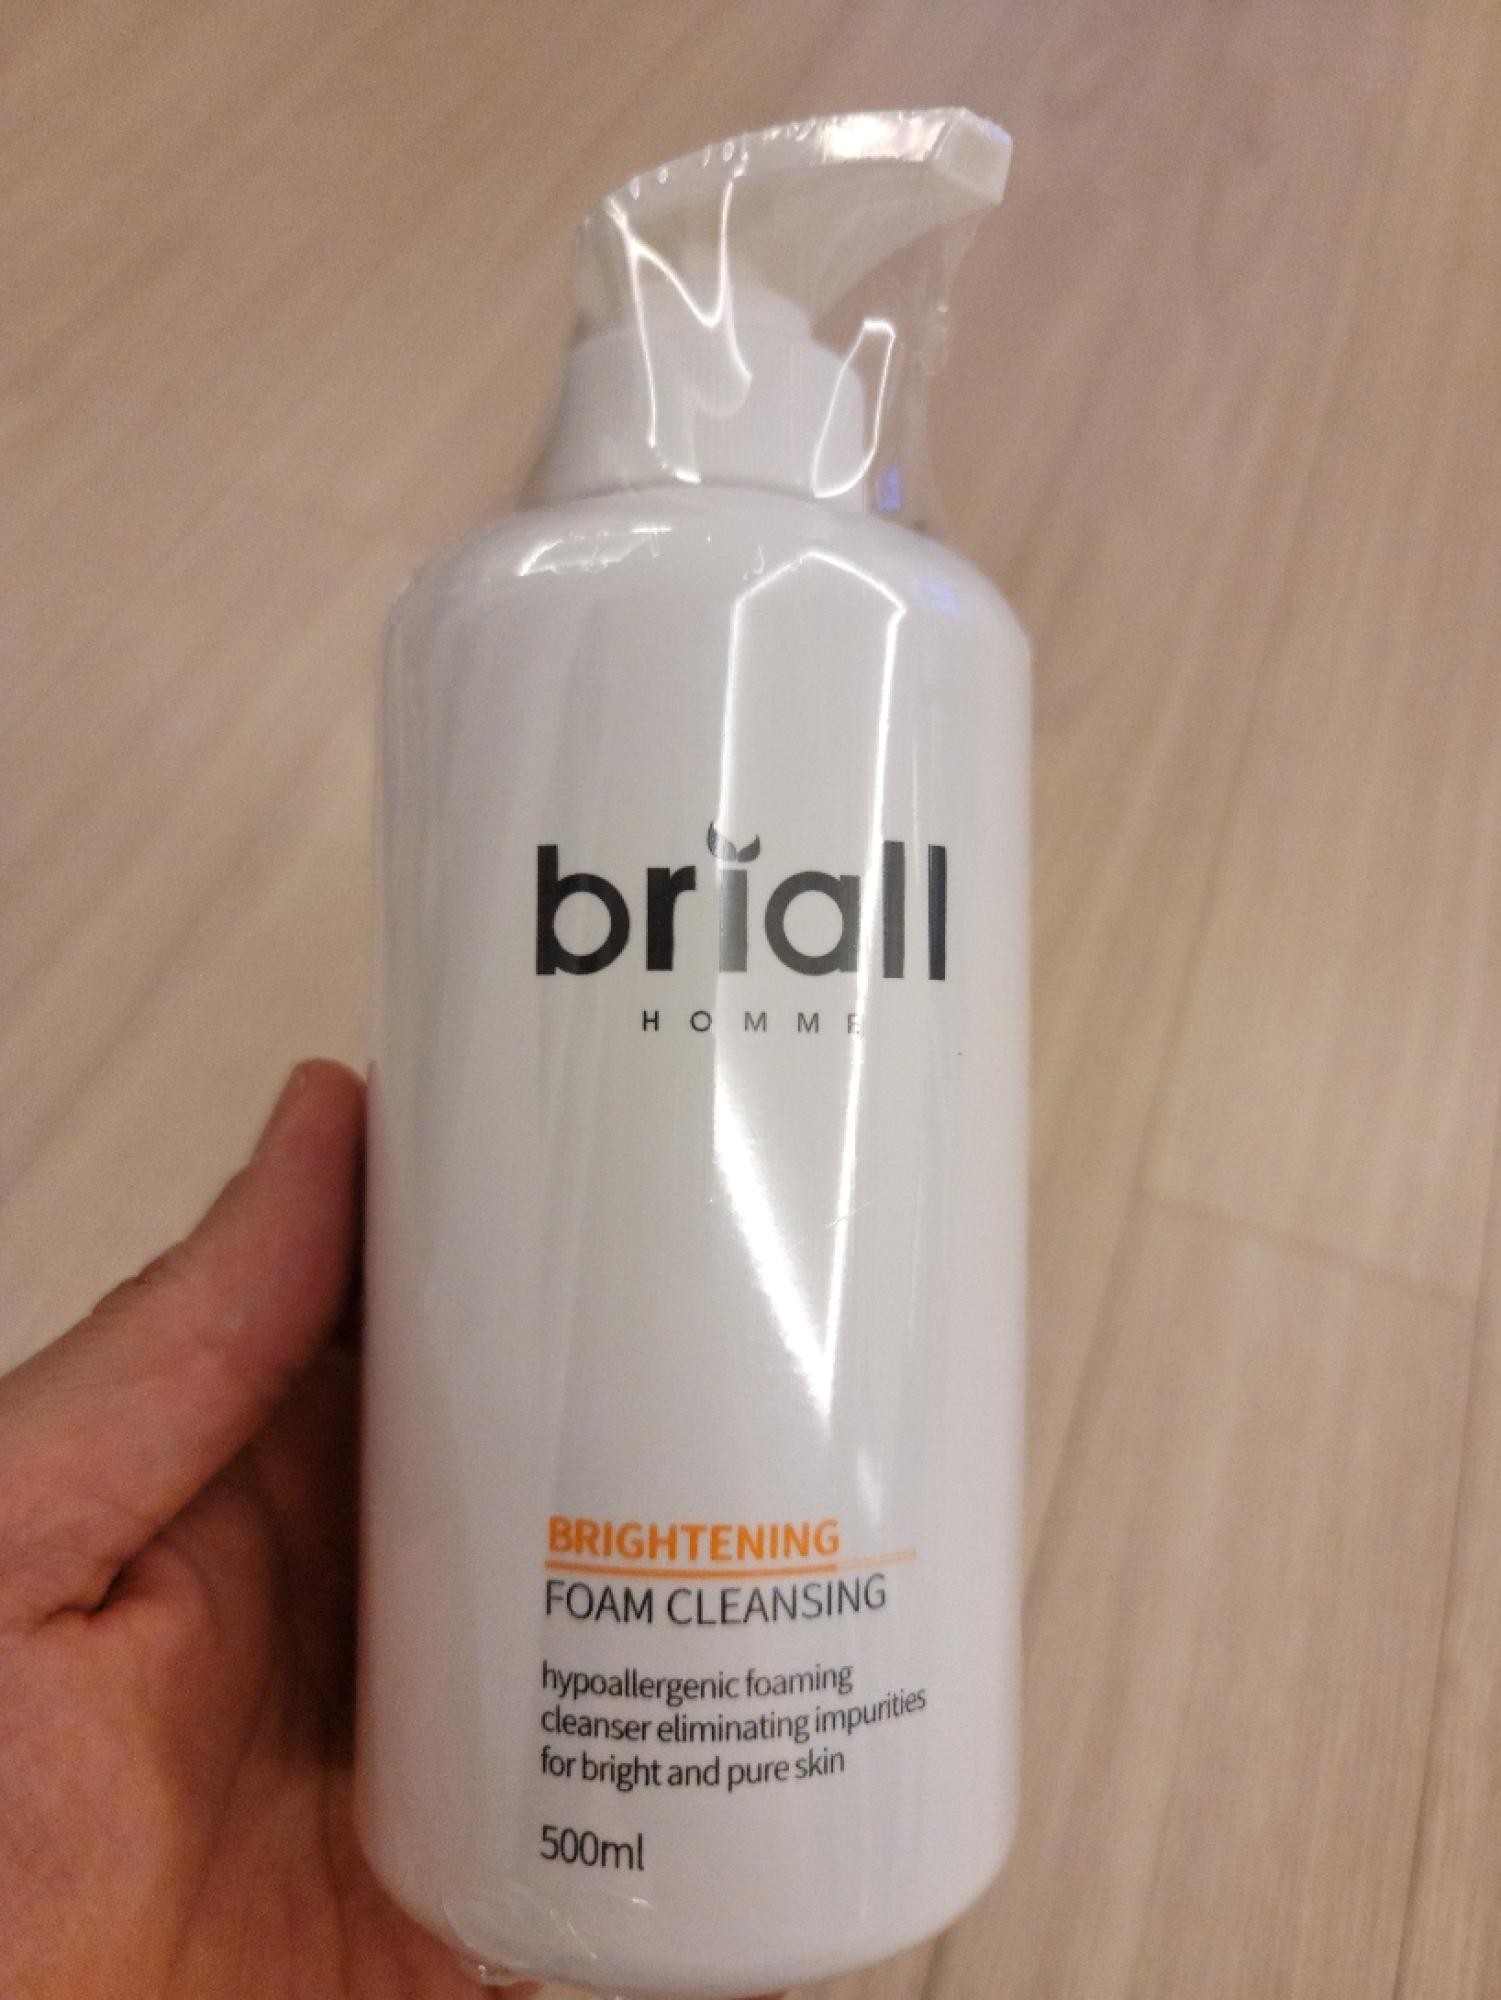 briall
HOMME
BRIGHTENING
FOAM CLEANSING
hypoallergenic foaming
cleanser eliminating impurities
for bright and pure skin
500ml